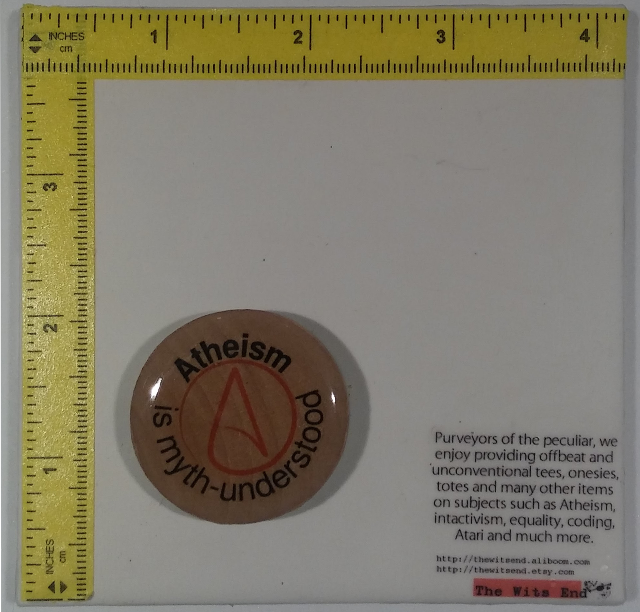 INCHES
cm
1
2
3
4
3
2
1
INCHES
cm
Atheism
is myth-understood
Purveyors of the peculiar, we
enjoy providing offbeat and
unconventional tees, onesies,
totes and many other items
on subjects such as Atheism,
intactivism, equality, coding,
Atari and much more.
http://thewitsend.aliboom.com
http://thewitsend.etsy.com
The Wits End